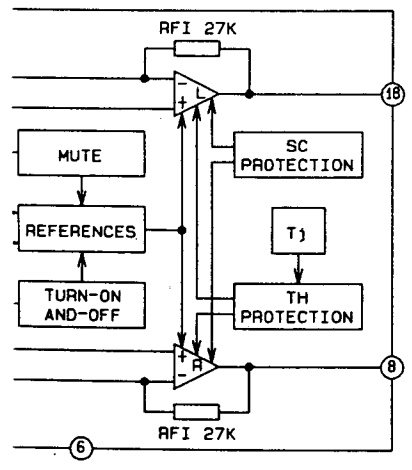 RFI 27K
-
+
L
18
MUTE
SC
PROTECTION
REFERENCES
Tj
TURN-ON
AND-OFF
TH
PROTECTION
+
R
-
8
RFI 27K
6